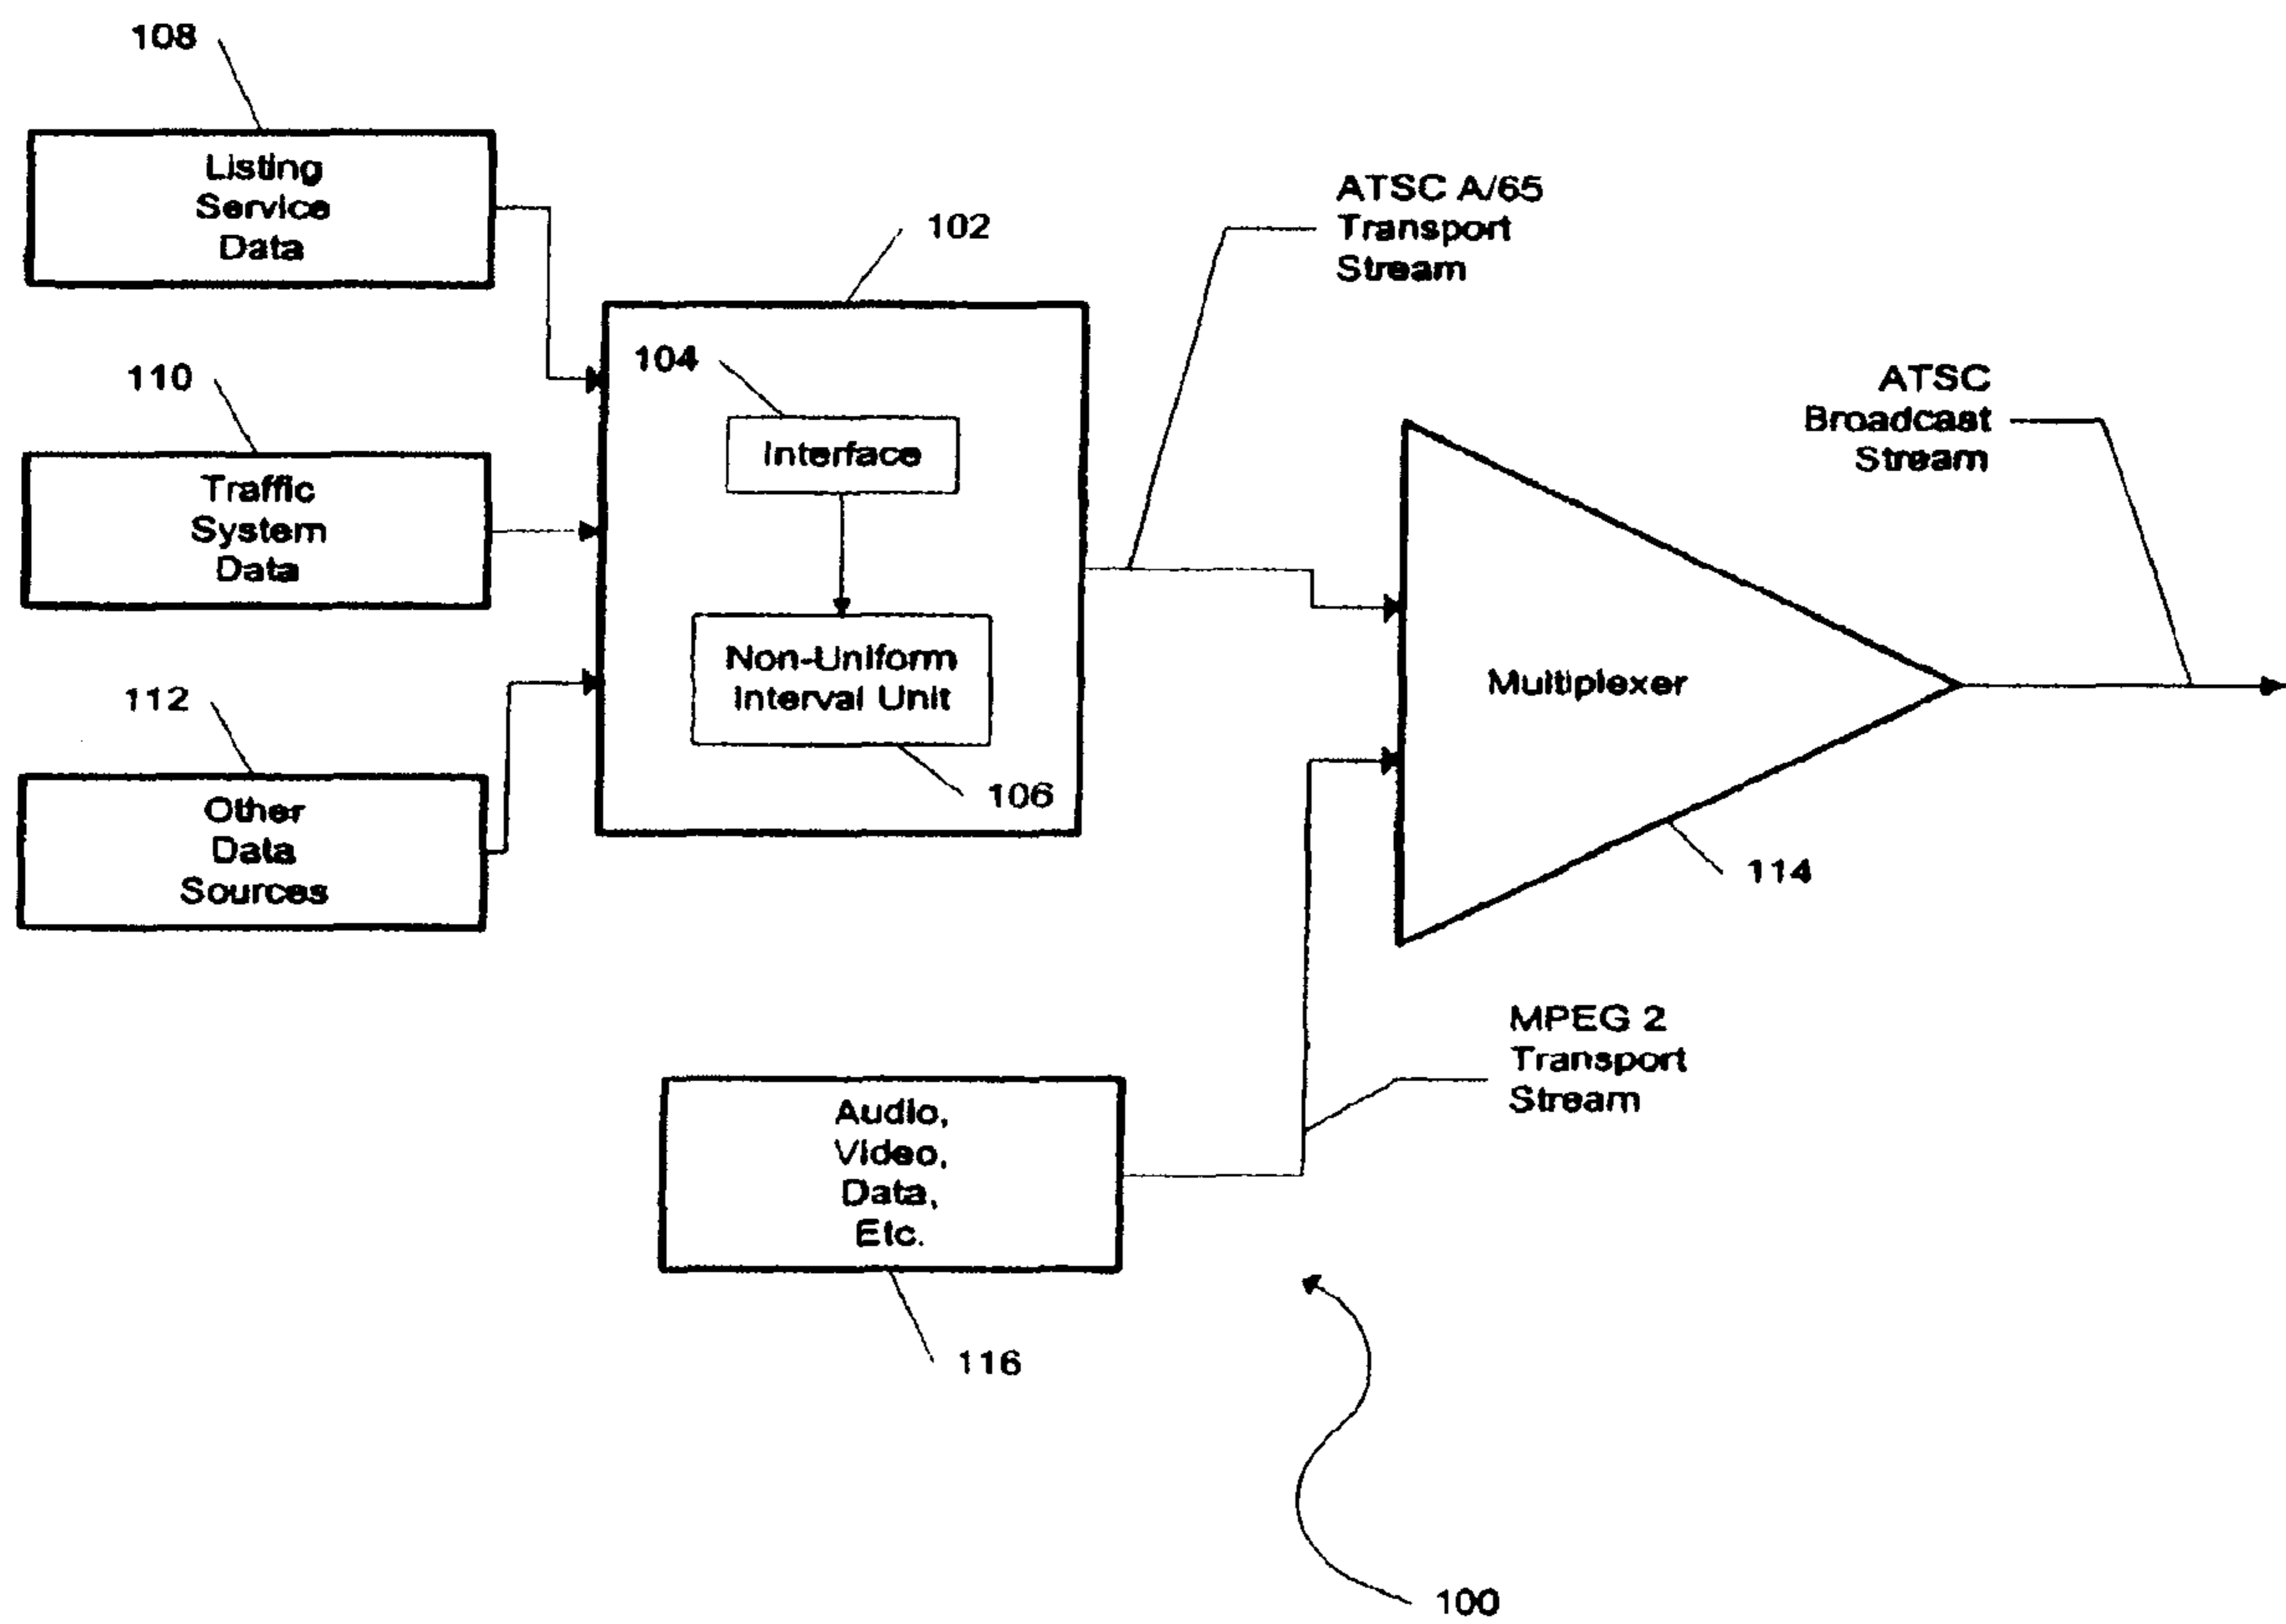 108
Listing
Service
Data
102
ATSC A/65
Transport
Stream
104
Interface
110
Traffic
System
Data
ATSC
Broadcast
Stream
Non-Uniform
Interval Unit
106
112
Other
Data
Sources
Multiplexer
114
MPEG 2
Transport
Stream
Audio,
Video,
Data,
Etc.
116
100